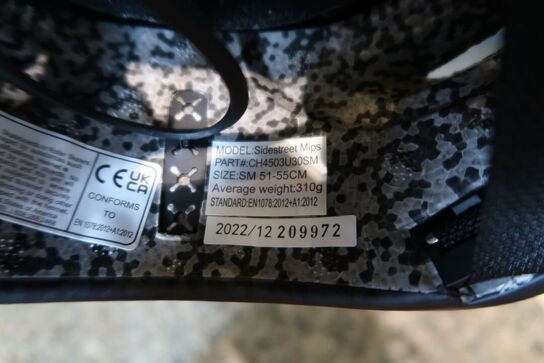 CE UK
CA
CONFORMS
TO
EN 1078:2012+A1:2012
MODEL:Sidestreet Mips
PART#:CH4503U30SM
SIZE:SM 51-55CM
Average weight:310g
STANDARD:EN1078:2012+A1:2012
2022/12 209972